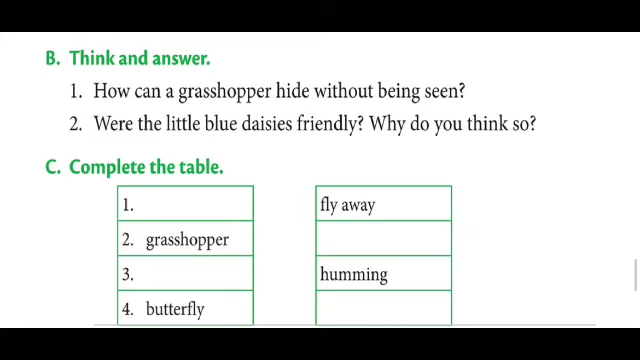 B. Think and answer.
1. How can a grasshopper hide without being seen?
2. Were the little blue daisies friendly? Why do you think so?
C. Complete the table.
1. fly away
2. grasshopper
3. humming
4. butterfly